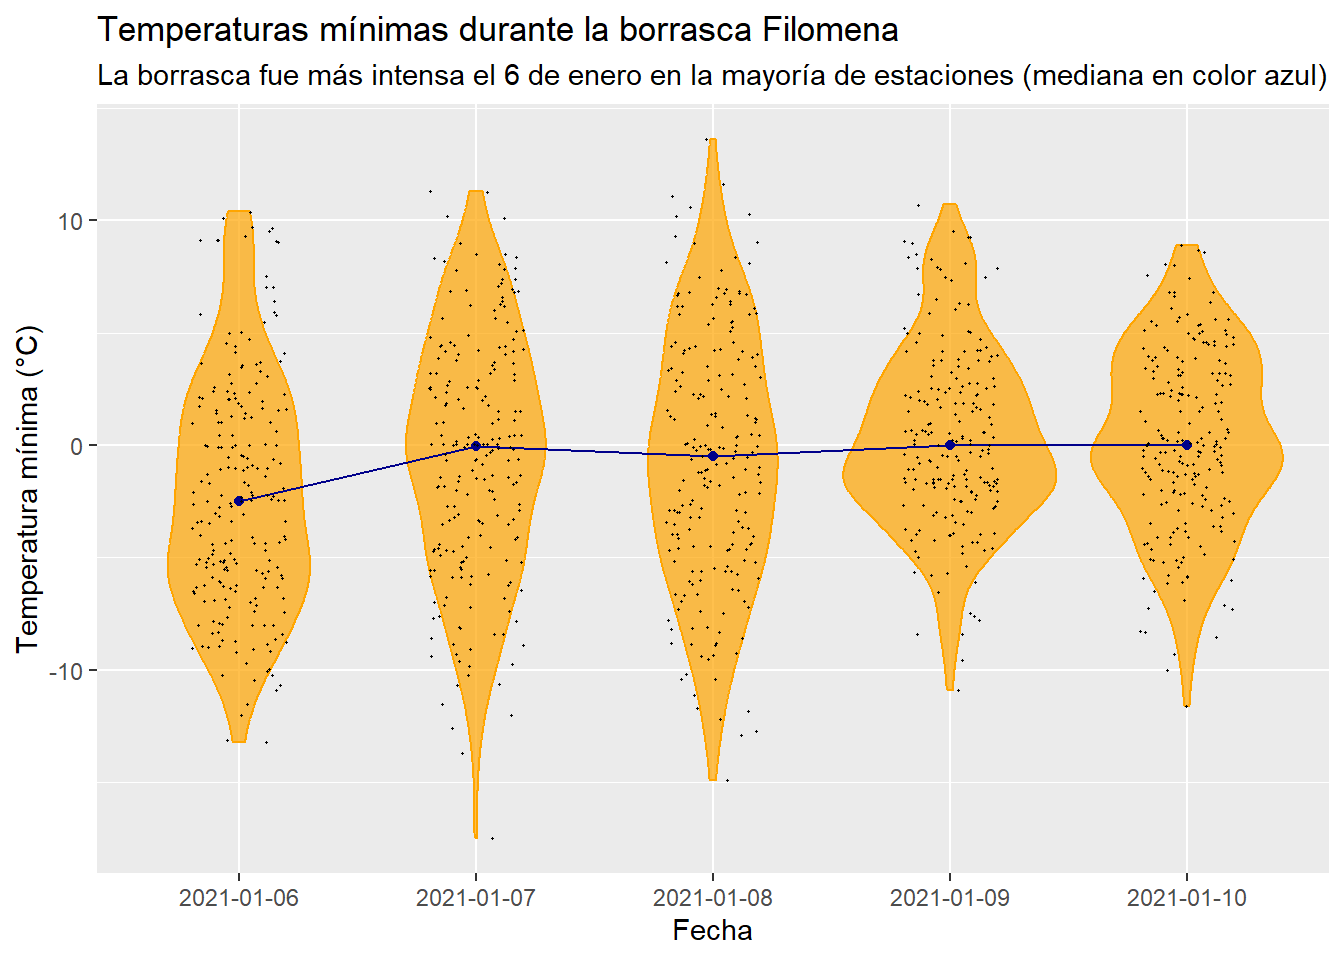 Temperaturas mínimas durante la borrasca Filomena
La borrasca fue más intensa el 6 de enero en la mayoría de estaciones (mediana en color azul)
Temperatura mínima (°C)
10
0
-10
2021-01-06
2021-01-07
2021-01-08
2021-01-09
2021-01-10
Fecha